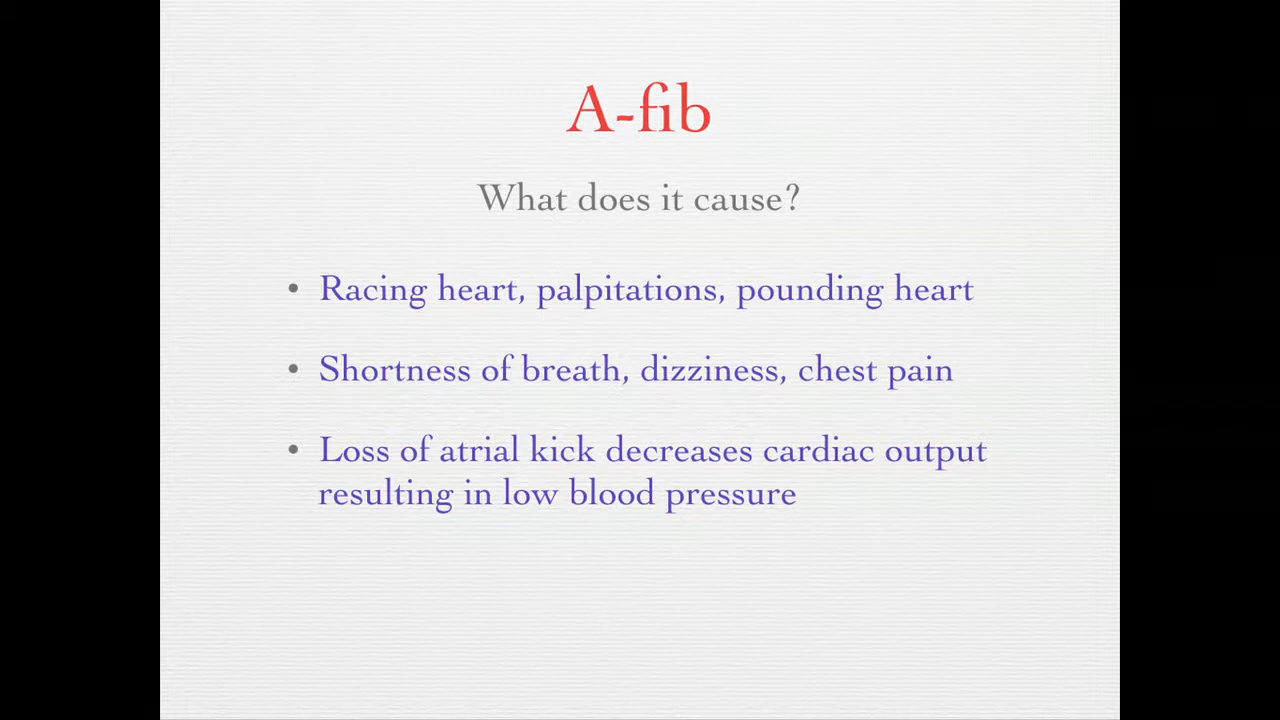 A-fib
What does it cause?
• Racing heart, palpitations, pounding heart
• Shortness of breath, dizziness, chest pain
• Loss of atrial kick decreases cardiac output
resulting in low blood pressure